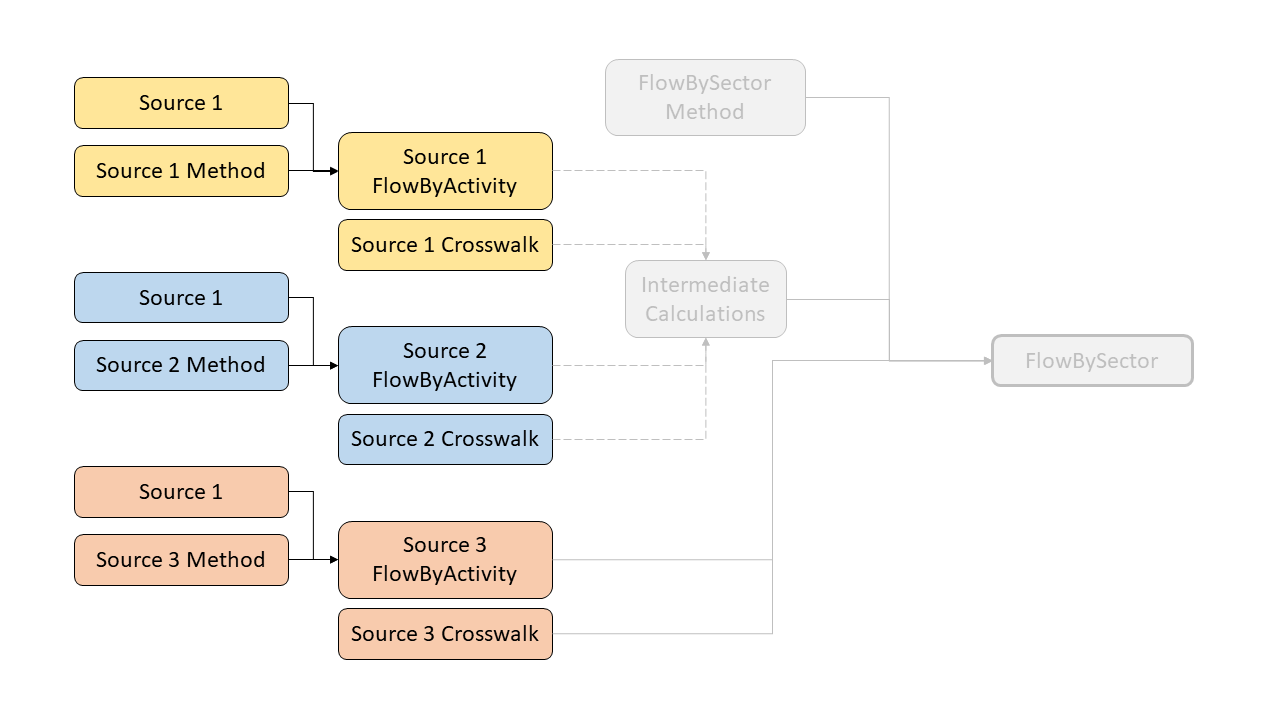 Source 1
Source 1 Method
Source 1
FlowByActivity
Source 1 Crosswalk
Source 1
Source 2 Method
Source 2
FlowByActivity
Source 2 Crosswalk
Source 1
Source 3 Method
Source 3
FlowByActivity
Source 3 Crosswalk
FlowBySector
Method
Intermediate
Calculations
FlowBySector